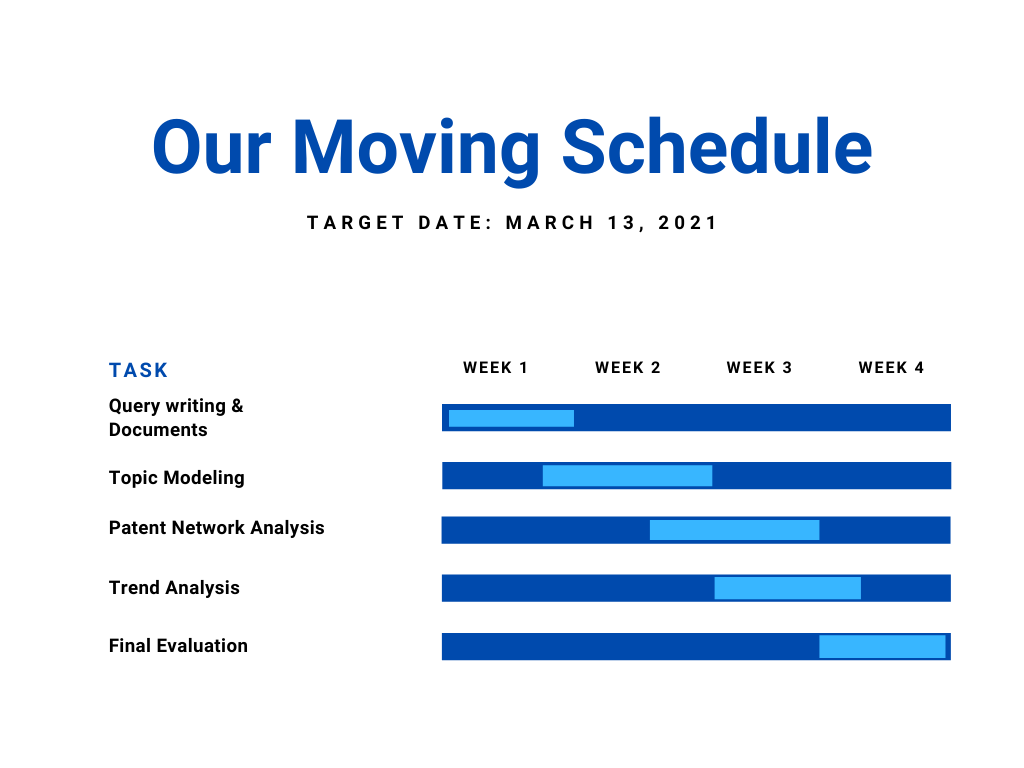 Our Moving Schedule
TARGET DATE: MARCH 13, 2021
TASK
WEEK 1
WEEK 2
WEEK 3
WEEK 4
Query writing &
Documents
Topic Modeling
Patent Network Analysis
Trend Analysis
Final Evaluation